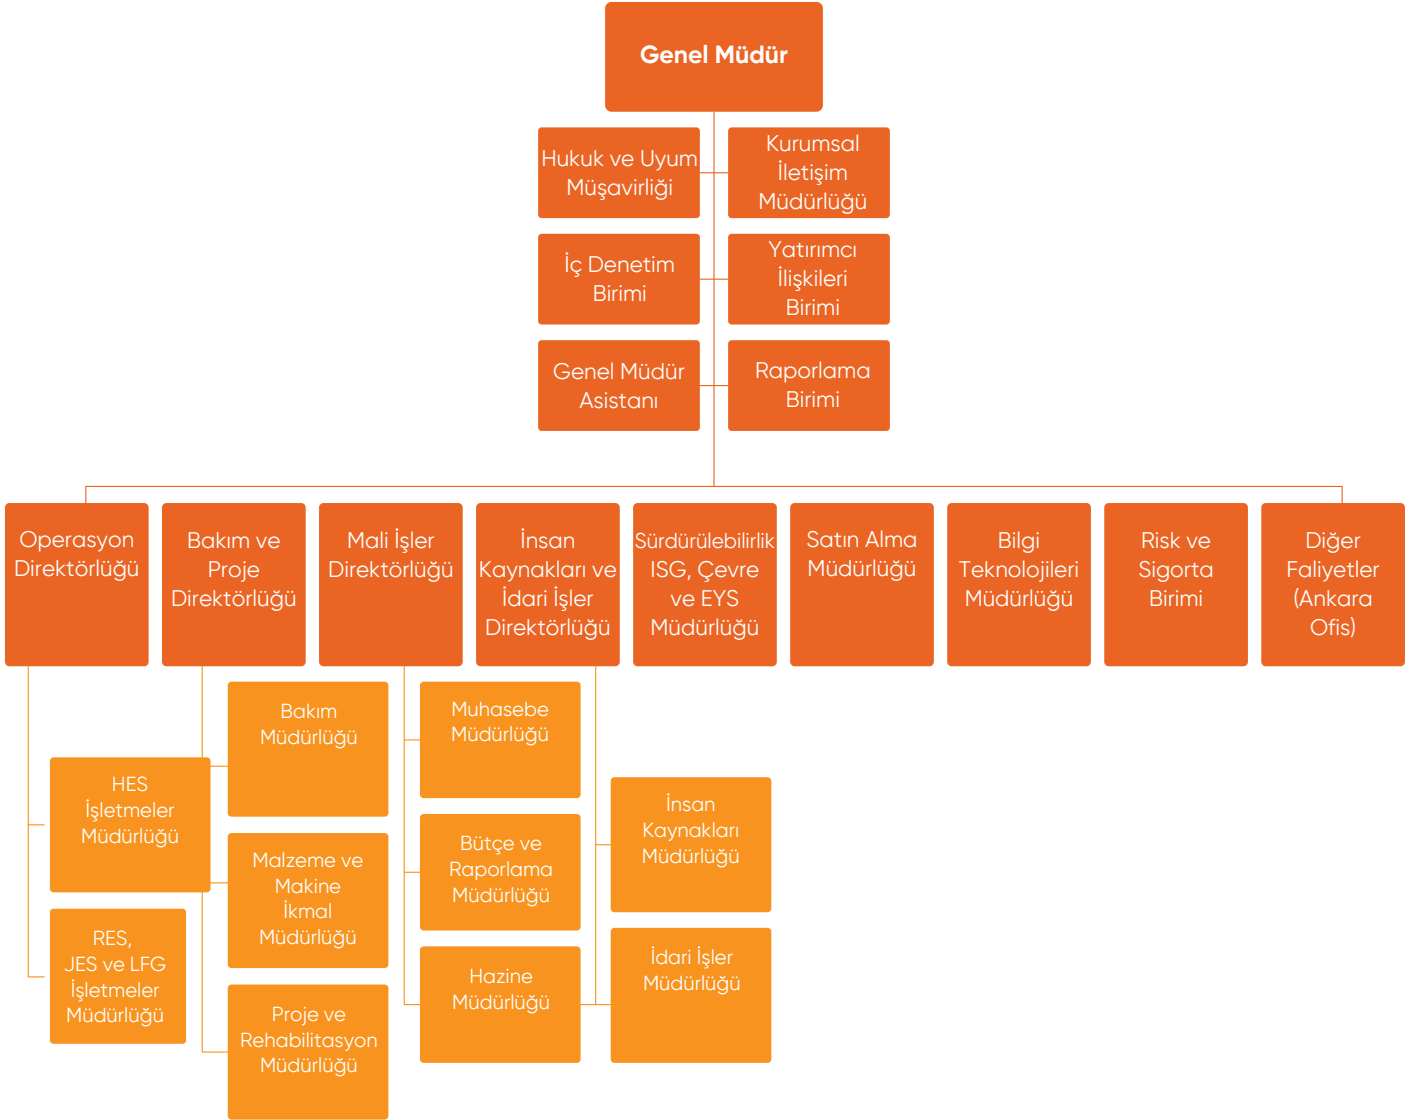 Genel Müdür
Hukuk ve Uyum
Müşavirliği
Kurumsal
İletişim
Müdürlüğü
İç Denetim
Birimi
Yatırımcı
İlişkileri
Birimi
Genel Müdür
Asistanı
Raporlama
Birimi
Operasyon
Direktörlüğü
Bakım ve
Proje
Direktörlüğü
Mali İşler
Direktörlüğü
İnsan
Kaynakları ve
İdari İşler
Direktörlüğü
Sürdürülebilirlik
ISG, Çevre
ve EYS
Müdürlüğü
Satın Alma
Müdürlüğü
Bilgi
Teknolojileri
Müdürlüğü
Risk ve
Sigorta
Birimi
Diğer
Faliyetler
(Ankara
Ofis)
HES
İşletmeler
Müdürlüğü
RES,
JES ve LFG
İşletmeler
Müdürlüğü
Bakım
Müdürlüğü
Malzeme ve
Makine
İkmal
Müdürlüğü
Proje ve
Rehabilitasyon
Müdürlüğü
Muhasebe
Müdürlüğü
Bütçe ve
Raporlama
Müdürlüğü
Hazine
Müdürlüğü
İnsan
Kaynakları
Müdürlüğü
İdari İşler
Müdürlüğü